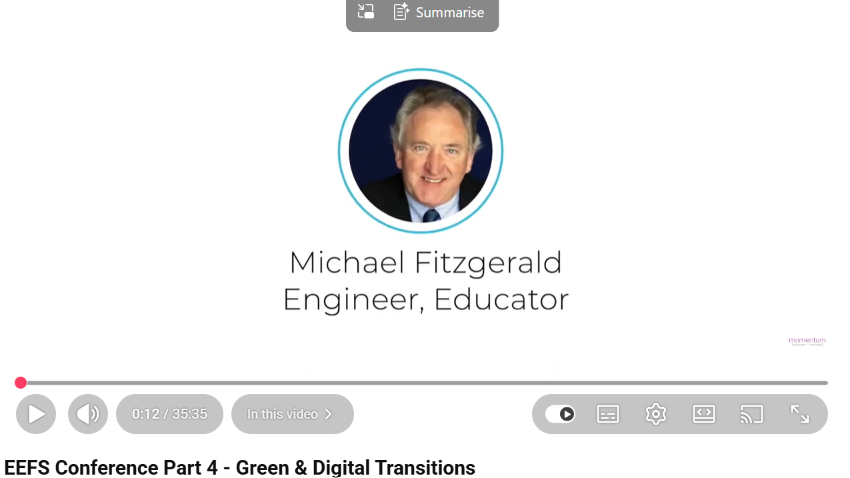 Summarise
Michael Fitzgerald
Engineer, Educator
momentum
0:12 / 35:35
In this video
EEFS Conference Part 4 - Green & Digital Transitions